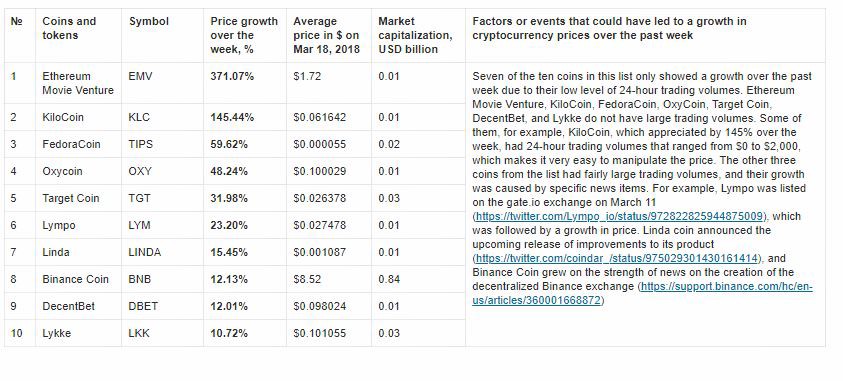 № Coins and tokens Symbol Price growth over the week, % Average price in $ on Mar 18, 2018 Market capitalization, USD billion Factors or events that could have led to a growth in cryptocurrency prices over the past week
1 Ethereum Movie Venture EMV 371.07% $1.72 0.01
2 KiloCoin KLC 145.44% $0.061642 0.01
3 FedoraCoin TIPS 59.62% $0.000055 0.02
4 Oxycoin OXY 48.24% $0.100029 0.01
5 Target Coin TGT 31.98% $0.026378 0.03
6 Lympo LYM 23.20% $0.027478 0.01
7 Linda LINDA 15.45% $0.001087 0.01
8 Binance Coin BNB 12.13% $8.52 0.84
9 DecentBet DBET 12.01% $0.098024 0.01
10 Lykke LKK 10.72% $0.101055 0.03
Seven of the ten coins in this list only showed a growth over the past
week due to their low level of 24-hour trading volumes. Ethereum
Movie Venture, KiloCoin, FedoraCoin, OxyCoin, Target Coin,
DecentBet, and Lykke do not have large trading volumes. Some of
them, for example, KiloCoin, which appreciated by 145% over the
week, had 24-hour trading volumes that ranged from $0 to $2,000,
which makes it very easy to manipulate the price. The other three
coins from the list had fairly large trading volumes, and their growth
was caused by specific news items. For example, Lympo was listed
on the gate.io exchange on March 11
(https://twitter.com/Lympo_io/status/972822825944875009), which
was followed by a growth in price. Linda coin announced the
upcoming release of improvements to its product
(https://twitter.com/coindar_/status/975029301430161414), and
Binance Coin grew on the strength of news on the creation of the
decentralized Binance exchange (https://support.binance.com/hc/en-
us/articles/360001668872)